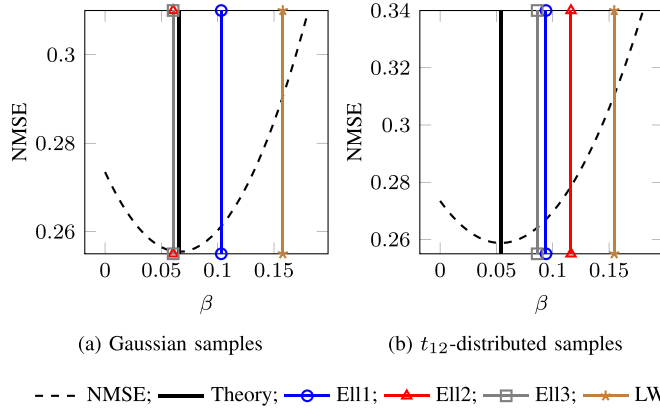 0.3
0.28
0.26
NMSE
0 0.05 0.1 0.15
β
(a) Gaussian samples
0.34
0.32
0.3
0.28
0.26
NMSE
0 0.05 0.1 0.15
β
(b) t₁₂-distributed samples
NMSE; Theory; Ell1; Ell2; Ell3; LW